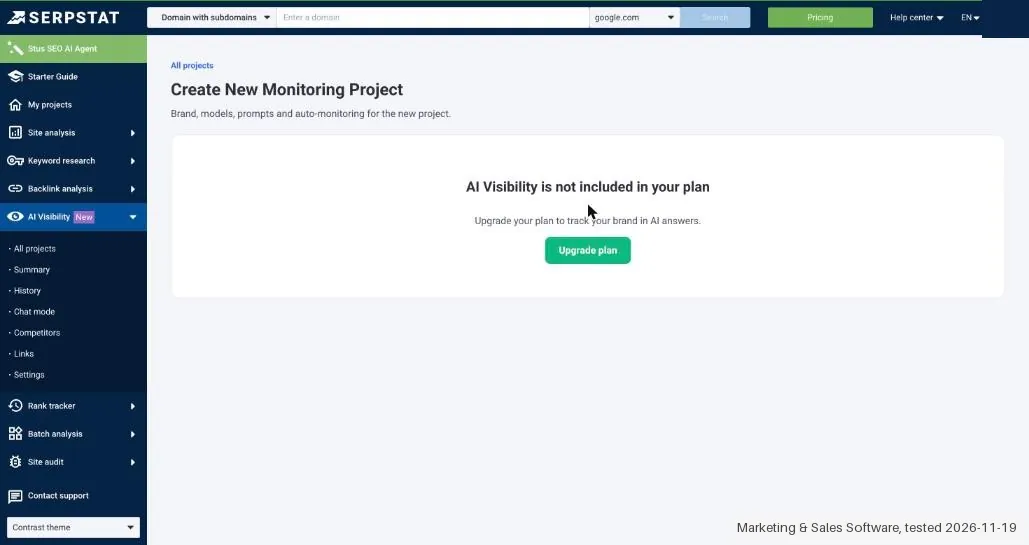 SERPSTAT
Domain with subdomains
Enter a domain
google.com
Search
Pricing
Help center
EN
Stus SEO AI Agent
Starter Guide
My projects
Site analysis
Keyword research
Backlink analysis
AI Visibility New
· All projects
· Summary
· History
· Chat mode
· Competitors
· Links
· Settings
Rank tracker
Batch analysis
Site audit
Contact support
Contrast theme
All projects
Create New Monitoring Project
Brand, models, prompts and auto-monitoring for the new project.
AI Visibility is not included in your plan
Upgrade your plan to track your brand in AI answers.
Upgrade plan
Marketing & Sales Software, tested 2026-11-19